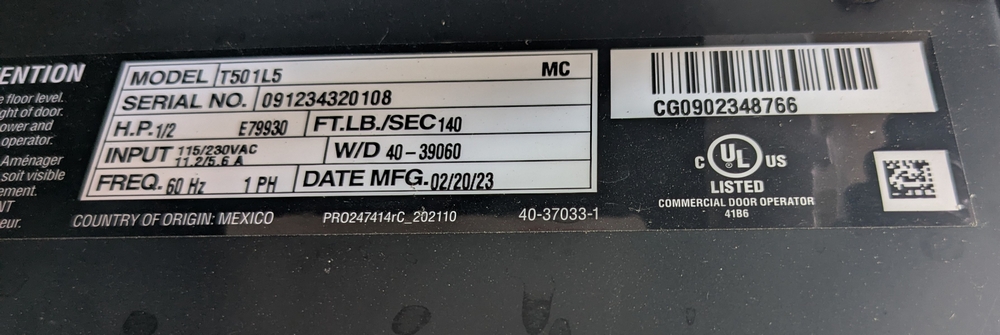 ENTION
e floor level.
ght of door.
ower and
operator.
Aménager
soit visible
ement.
NT
eur.
MODEL T501L5 MC
SERIAL NO. 091234320108
H.P. 1/2 E79930 FT.LB./SEC 140
INPUT 115/230VAC
11.2/5.6 A
W/D 40-39060
FREQ. 60 Hz 1 PH DATE MFG. 02/20/23
COUNTRY OF ORIGIN: MEXICO PRO247414rC_202110 40-37033-1
CG0902348766
C UL US
LISTED
COMMERCIAL DOOR OPERATOR
41B6